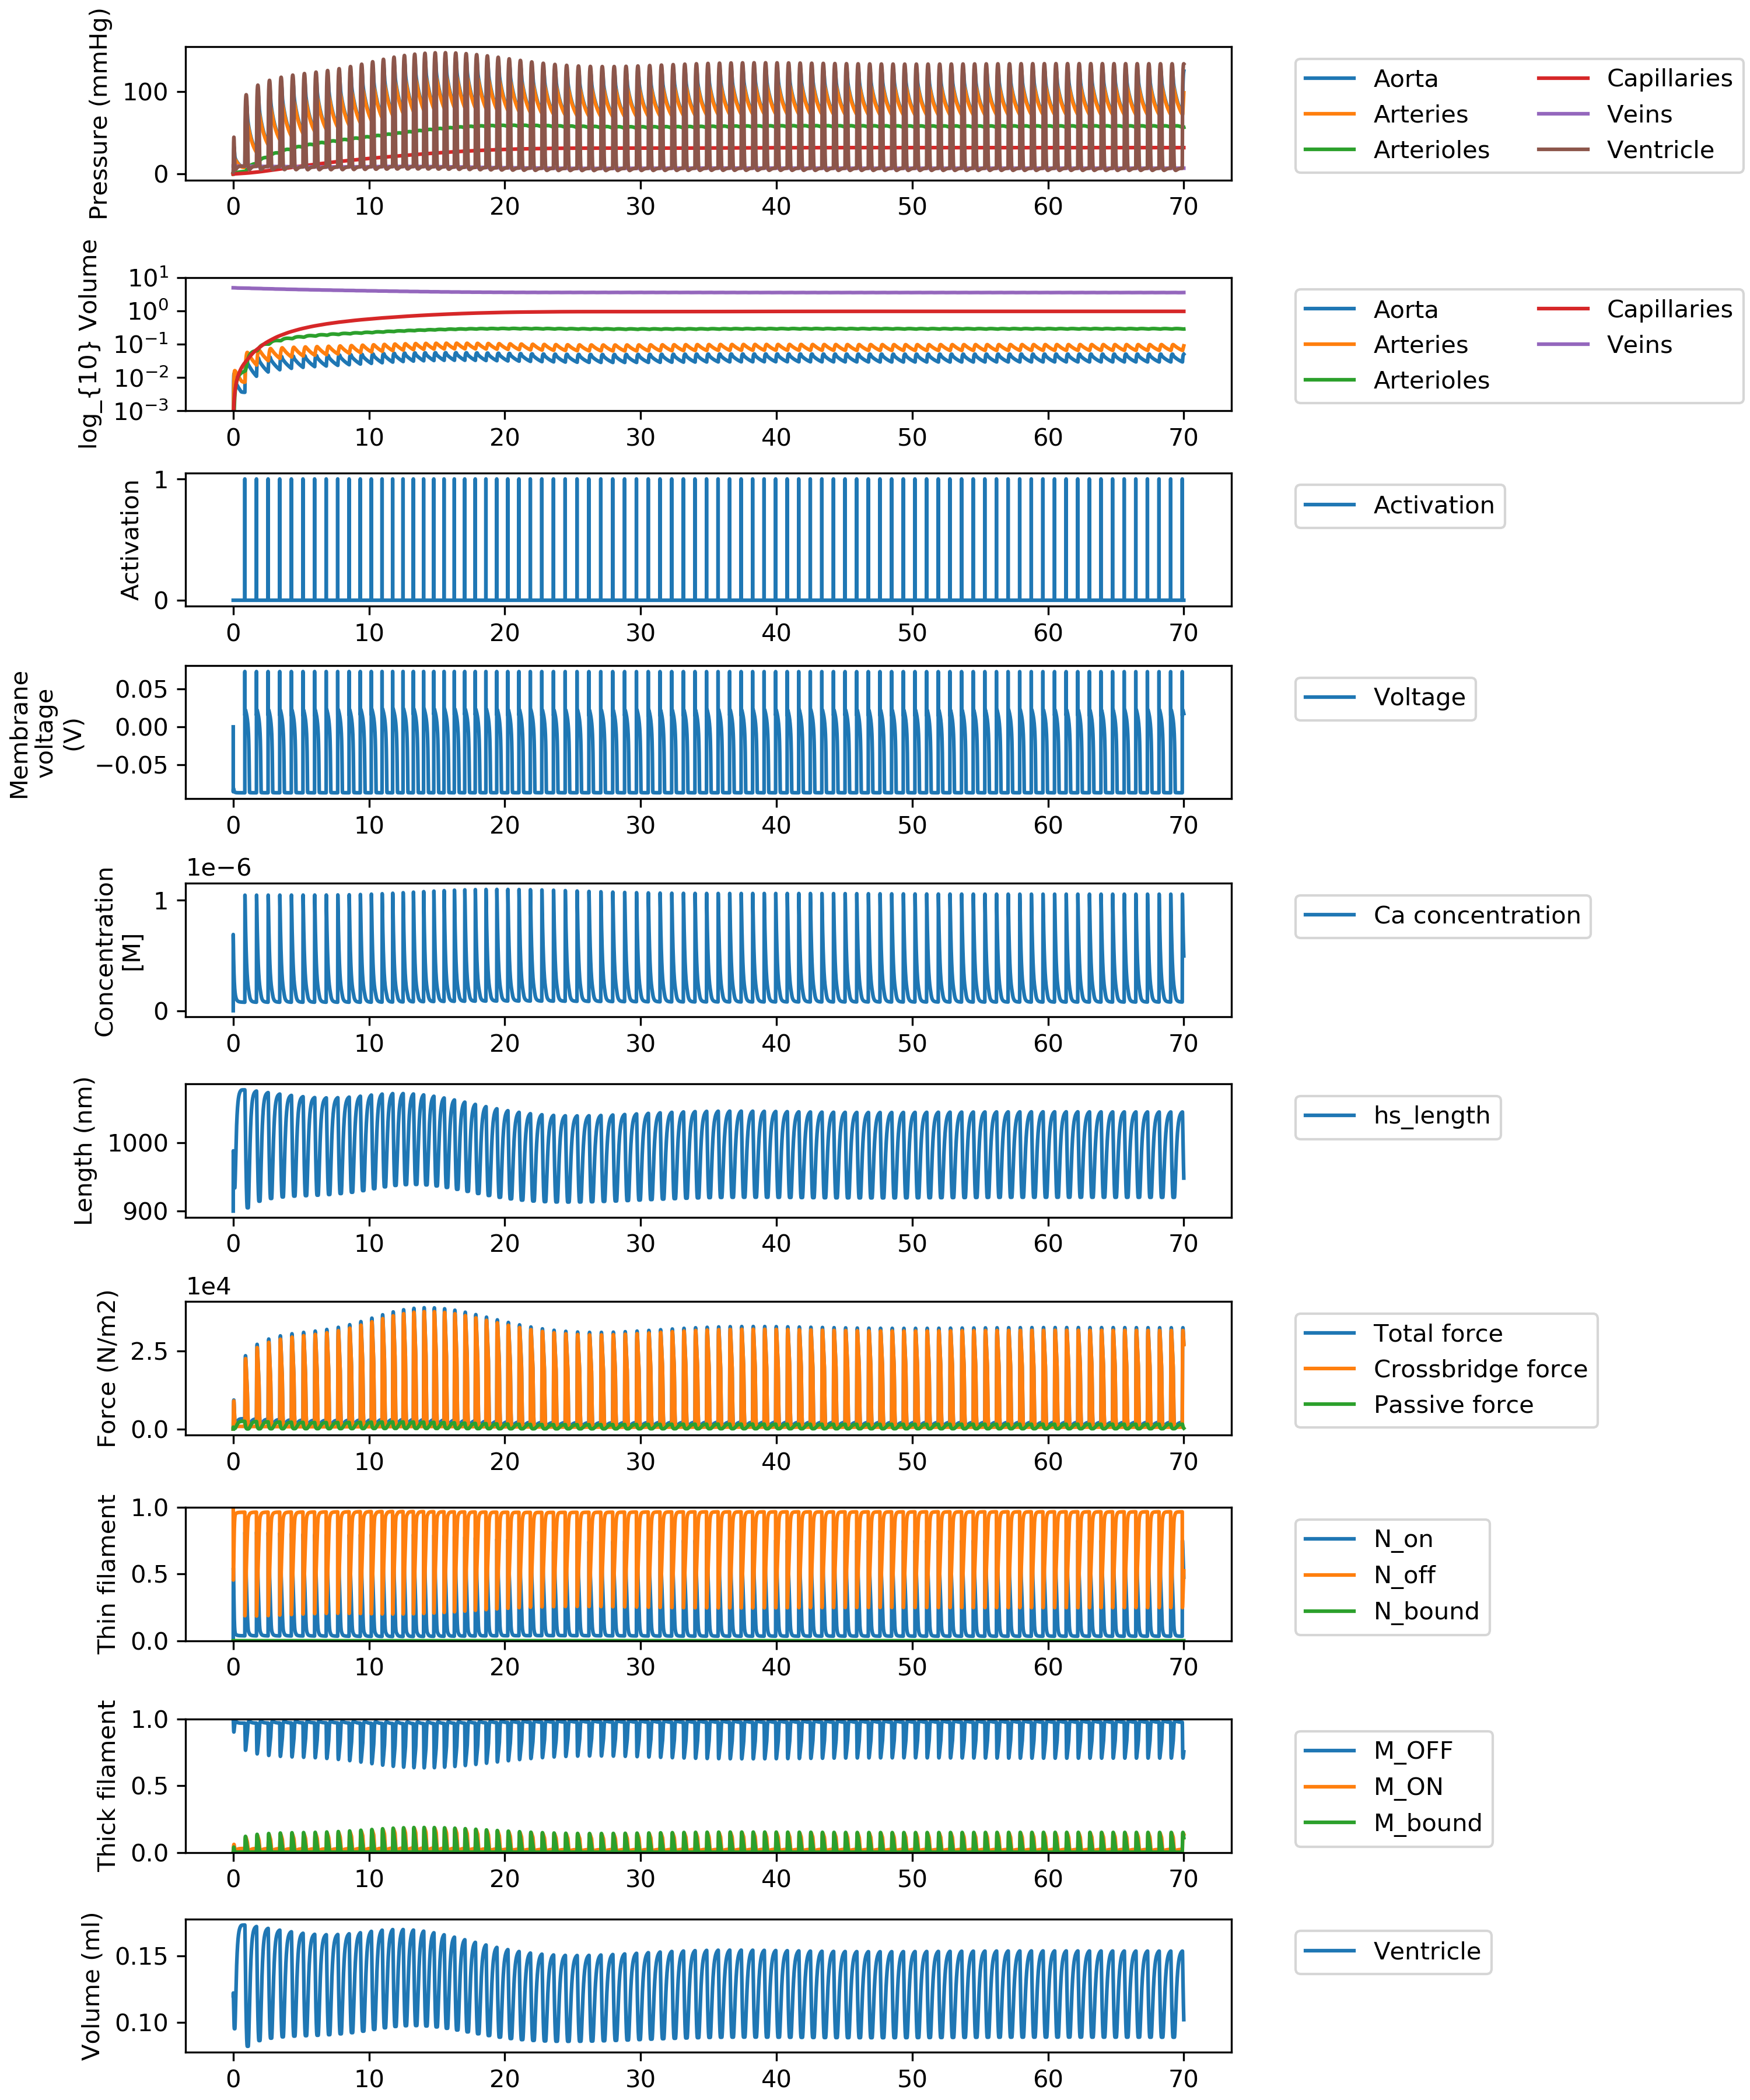 Pressure (mmHg)
100
0
0 10 20 30 40 50 60 70
Aorta Capillaries
Arteries Veins
Arterioles Ventricle
log_{10} Volume
10¹
10⁰
10⁻¹
10⁻²
10⁻³
0 10 20 30 40 50 60 70
Aorta Capillaries
Arteries Veins
Arterioles
Activation
1
0
0 10 20 30 40 50 60 70
Activation
Membrane
voltage
(V)
0.05
0.00
−0.05
0 10 20 30 40 50 60 70
Voltage
Concentration
[M]
1e−6
1
0
0 10 20 30 40 50 60 70
Ca concentration
Length (nm)
1000
900
0 10 20 30 40 50 60 70
hs_length
Force (N/m2)
1e4
2.5
0.0
0 10 20 30 40 50 60 70
Total force
Crossbridge force
Passive force
Thin filament
1.0
0.5
0.0
0 10 20 30 40 50 60 70
N_on
N_off
N_bound
Thick filament
1.0
0.5
0.0
0 10 20 30 40 50 60 70
M_OFF
M_ON
M_bound
Volume (ml)
0.15
0.10
0 10 20 30 40 50 60 70
Ventricle